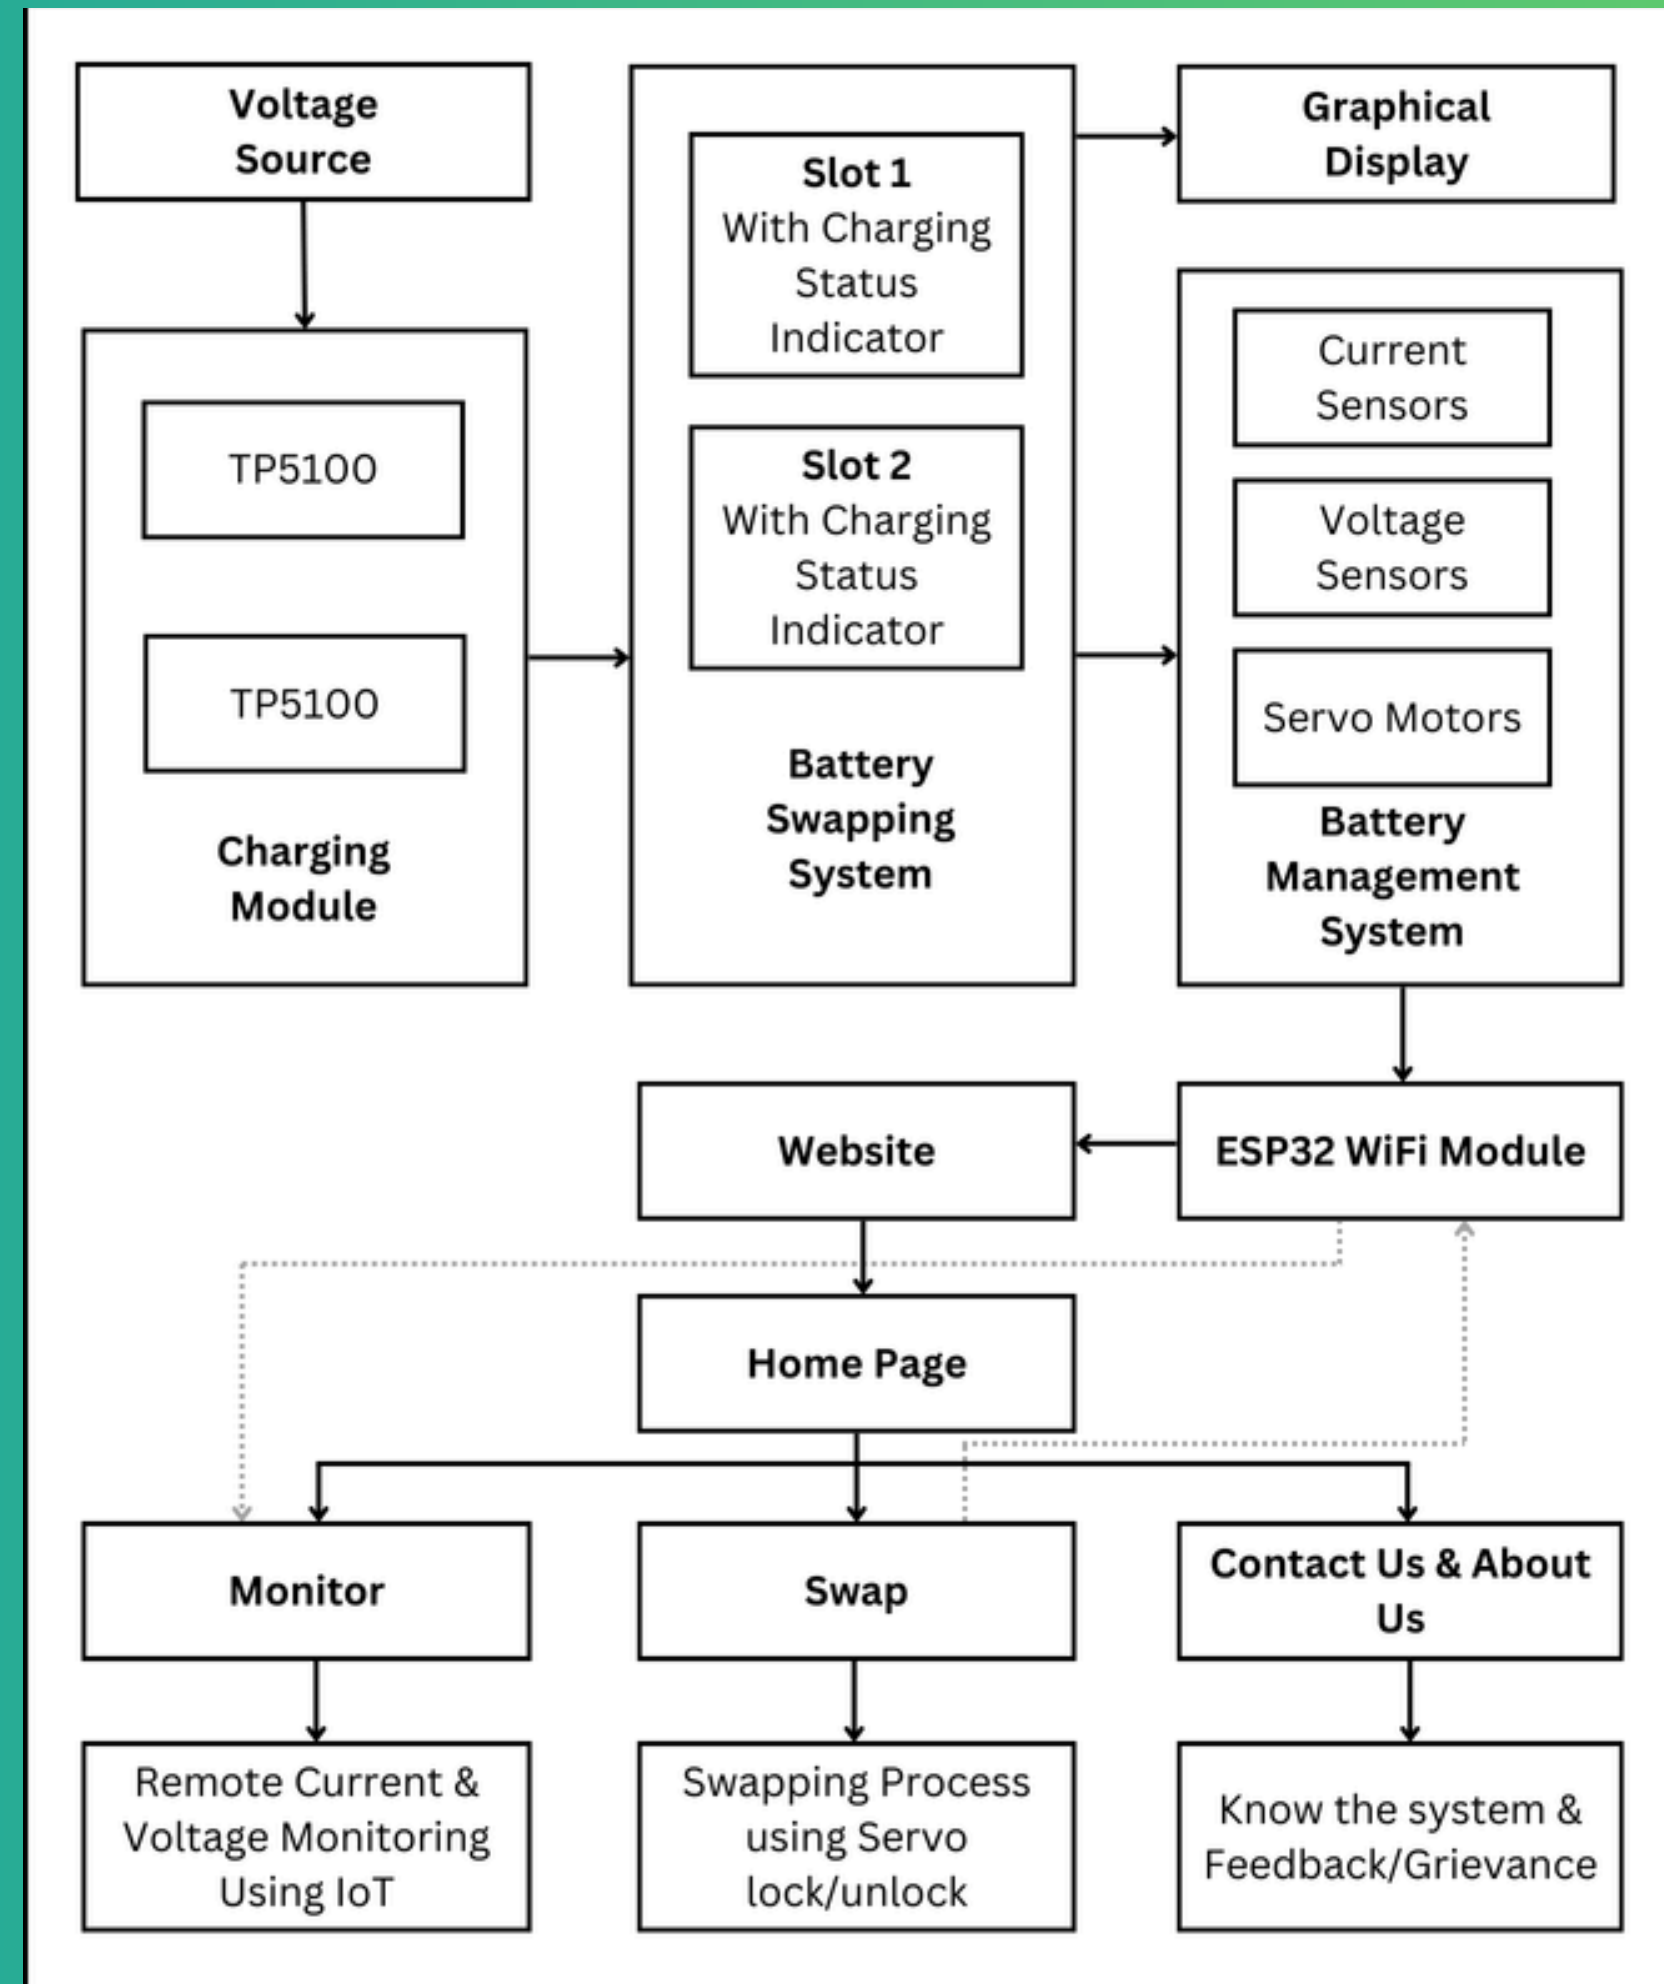 Voltage
Source
Slot 1
With Charging
Status
Indicator
Slot 2
With Charging
Status
Indicator
Battery
Swapping
System
Graphical
Display
TP5100
TP5100
Charging
Module
Current
Sensors
Voltage
Sensors
Servo Motors
Battery
Management
System
Website
ESP32 WiFi Module
Home Page
Monitor
Swap
Contact Us & About
Us
Remote Current &
Voltage Monitoring
Using IoT
Swapping Process
using Servo
lock/unlock
Know the system &
Feedback/Grievance